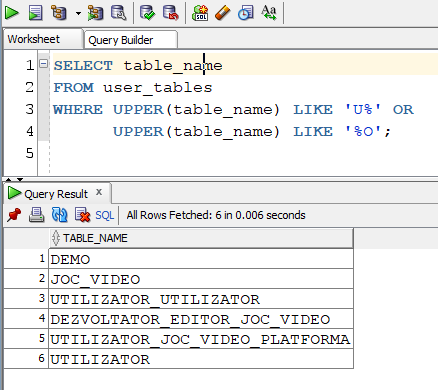 Worksheet Query Builder
1 SELECT table_name
2 FROM user_tables
3 WHERE UPPER(table_name) LIKE 'U%' OR
4 UPPER(table_name) LIKE '%O';
5
Query Result x
SQL All Rows Fetched: 6 in 0.006 seconds
TABLE_NAME
1 DEMO
2 JOC_VIDEO
3 UTILIZATOR_UTILIZATOR
4 DEZVOLTATOR_EDITOR_JOC_VIDEO
5 UTILIZATOR_JOC_VIDEO_PLATFORMA
6 UTILIZATOR